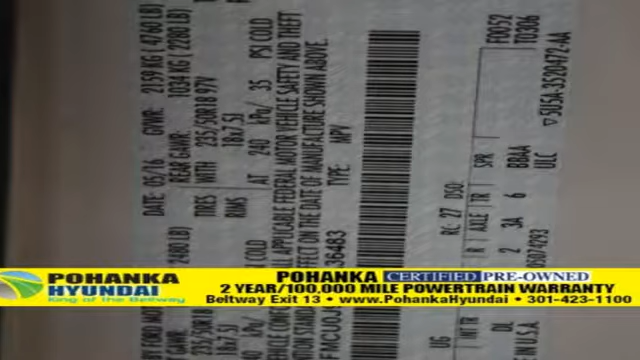 DATE: 05/16 GVWR: 2159 KG ( 4760 LB)
2480 LB) REAR GAWR: 1034 KG ( 2280 LB)
TIRES WITH 235/50R18 97V
RIMS 18x7.5J
COLD AT 240 kPa/ 35 PSI COLD
ALL APPLICABLE FEDERAL MOTOR VEHICLE SAFETY AND THEFT
EFFECT ON THE DATE OF MANUFACTURE SHOWN ABOVE.
36483 TYPE: MPV
RC: 27 DSO:
R AXLE TR SPR F0052
DL 2 3A 6 BBAA T0306
IN U.S.A. ULC ▽5U5A-3520472-AA
POHANKA HYUNDAI
King of the Beltway
POHANKA CERTIFIED PRE-OWNED
2 YEAR/100,000 MILE POWERTRAIN WARRANTY
Beltway Exit 13 • www.PohankaHyundai • 301-423-1100